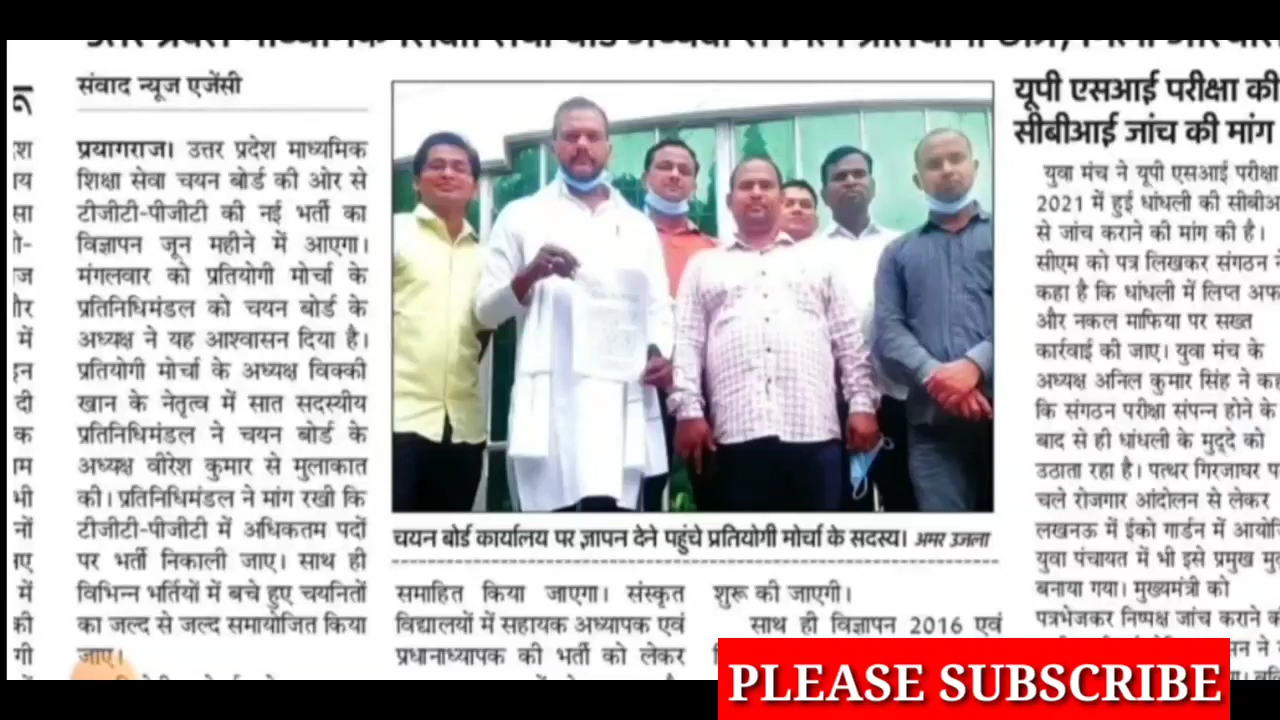 संवाद न्यूज एजेंसी
प्रयागराज। उत्तर प्रदेश माध्यमिक
शिक्षा सेवा चयन बोर्ड की ओर से
टीजीटी-पीजीटी की नई भर्ती का
विज्ञापन जून महीने में आएगा।
मंगलवार को प्रतियोगी मोर्चा के
प्रतिनिधिमंडल को चयन बोर्ड के
अध्यक्ष ने यह आश्वासन दिया है।
प्रतियोगी मोर्चा के अध्यक्ष विक्की
खान के नेतृत्व में सात सदस्यीय
प्रतिनिधिमंडल ने चयन बोर्ड के
अध्यक्ष वीरेश कुमार से मुलाकात
की। प्रतिनिधिमंडल ने मांग रखी कि
टीजीटी-पीजीटी में अधिकतम पदों
पर भर्ती निकाली जाए। साथ ही
विभिन्न भर्तियों में बचे हुए चयनितों
का जल्द से जल्द समायोजित किया
जाए।
चयन बोर्ड कार्यालय पर ज्ञापन देने पहुंचे प्रतियोगी मोर्चा के सदस्य। अमर उजला
समाहित किया जाएगा। संस्कृत
विद्यालयों में सहायक अध्यापक एवं
प्रधानाध्यापक की भर्ती को लेकर
शुरू की जाएगी।
साथ ही विज्ञापन 2016 एवं
यूपी एसआई परीक्षा की
सीबीआई जांच की मांग
युवा मंच ने यूपी एसआई परीक्षा
2021 में हुई धांधली की
से जांच कराने की मांग की है।
सीएम को पत्र लिखकर संगठन
कहा है कि धांधली में लिप्त
और नकल माफिया पर सख्त
कार्रवाई की जाए। युवा मंच के
अध्यक्ष अनिल कुमार सिंह ने
कि संगठन परीक्षा संपन्न होने के
बाद से ही धांधली के मुद्दे को
उठाता रहा है। पत्थर गिरजाघर
चले रोजगार आंदोलन से लेकर
लखनऊ में ईको गार्डन में
युवा पंचायत में भी इसे प्रमुख
बनाया गया। मुख्यमंत्री को
पत्रभेजकर निष्पक्ष जांच कराने
PLEASE SUBSCRIBE